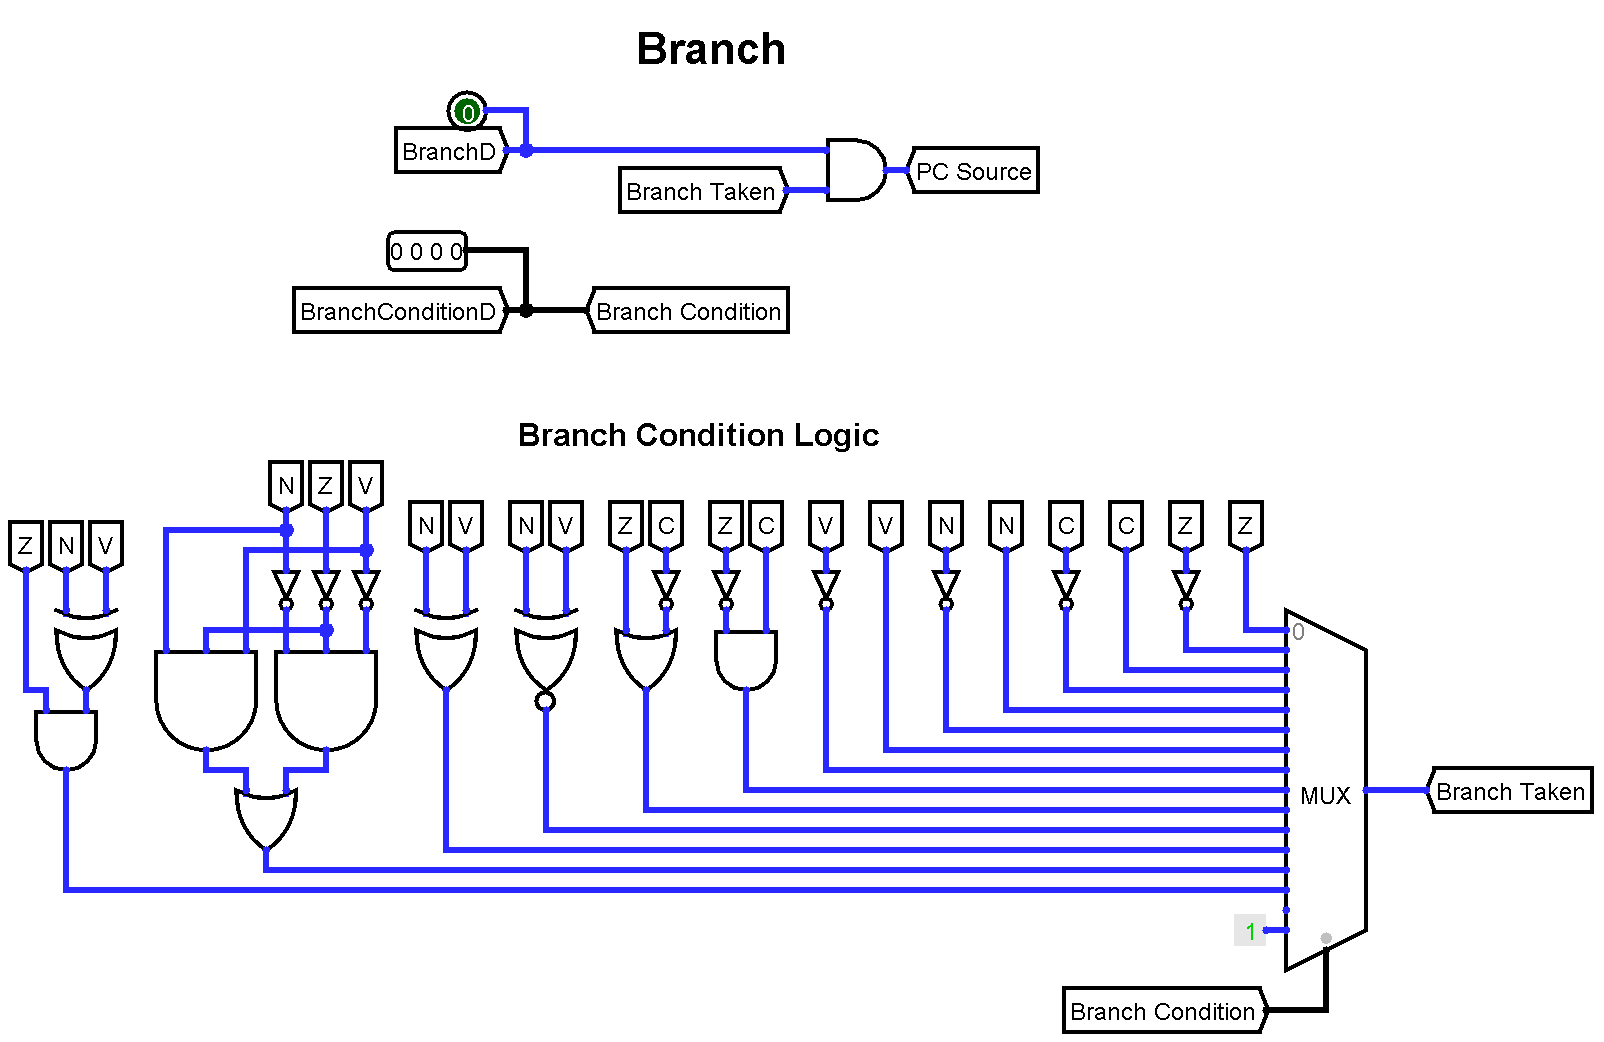 Branch
0
BranchD
Branch Taken
PC Source
0 0 0 0
BranchConditionD
Branch Condition
Branch Condition Logic
N Z V
Z N V
N V N V Z C Z C V V N N C C Z Z
0
MUX
Branch Taken
1
Branch Condition